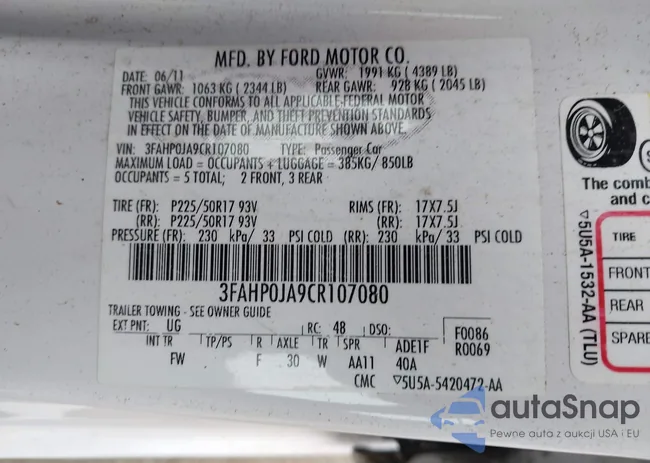 MFD. BY FORD MOTOR CO.
DATE: 06/11 GVWR: 1991 KG ( 4389 LB)
FRONT GAWR: 1063 KG ( 2344 LB) REAR GAWR: 928 KG ( 2045 LB)
THIS VEHICLE CONFORMS TO ALL APPLICABLE FEDERAL MOTOR
VEHICLE SAFETY, BUMPER, AND THEFT PREVENTION STANDARDS
IN EFFECT ON THE DATE OF MANUFACTURE SHOWN ABOVE.
VIN: 3FAHP0JA9CR107080 TYPE: Passenger Car
MAXIMUM LOAD = OCCUPANTS + LUGGAGE = 385KG/ 850LB
OCCUPANTS = 5 TOTAL; 2 FRONT, 3 REAR
TIRE (FR): P225/50R17 93V RIMS (FR): 17X7.5J
(RR): P225/50R17 93V (RR): 17X7.5J
PRESSURE (FR): 230 kPa/ 33 PSI COLD (RR): 230 kPa/ 33 PSI COLD
3FAHP0JA9CR107080
TRAILER TOWING - SEE OWNER GUIDE
EXT PNT: UG RC: 48 DSO: F0086
INT TR TP/PS R AXLE TR SPR ADE1F R0069
FW F 30 W AA11 40A
CMC ▽5U5A-5420472-AA
The comb
and c
▽5U5A-1532-AA (TLU)
TIRE
FRONT
REAR
SPARE
autaSnap
Pewne auta z aukcji USA i EU